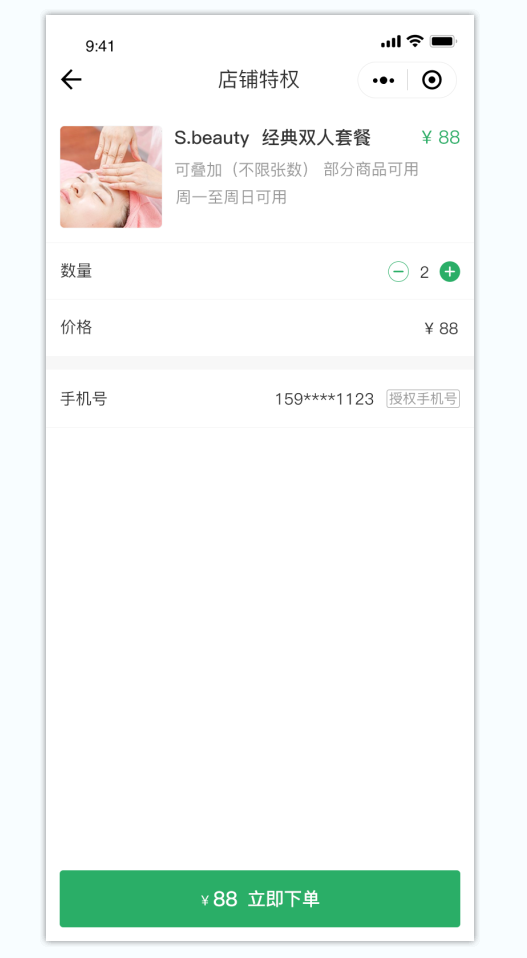 9:41
店铺特权
S.beauty 经典双人套餐 ¥ 88
可叠加（不限张数） 部分商品可用
周一至周日可用
数量 2
价格 ¥ 88
手机号 159****1123 授权手机号
¥ 88 立即下单